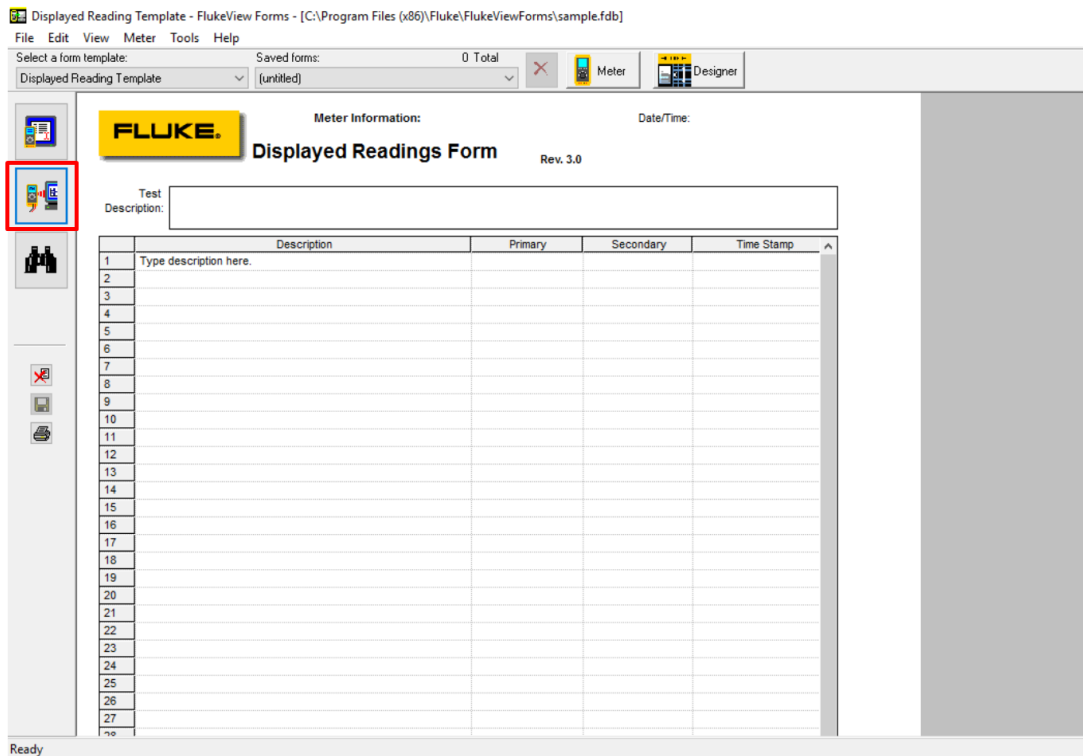 Displayed Reading Template - FlukeView Forms - [C:\Program Files (x86)\Fluke\FlukeViewForms\sample.fdb]
File Edit View Meter Tools Help
Select a form template: Saved forms: 0 Total
Displayed Reading Template (untitled) Meter Designer
FLUKE®
Meter Information: Date/Time:
Displayed Readings Form Rev. 3.0
Test
Description:
Description Primary Secondary Time Stamp
1 Type description here.
2
3
4
5
6
7
8
9
10
11
12
13
14
15
16
17
18
19
20
21
22
23
24
25
26
27
28
Ready